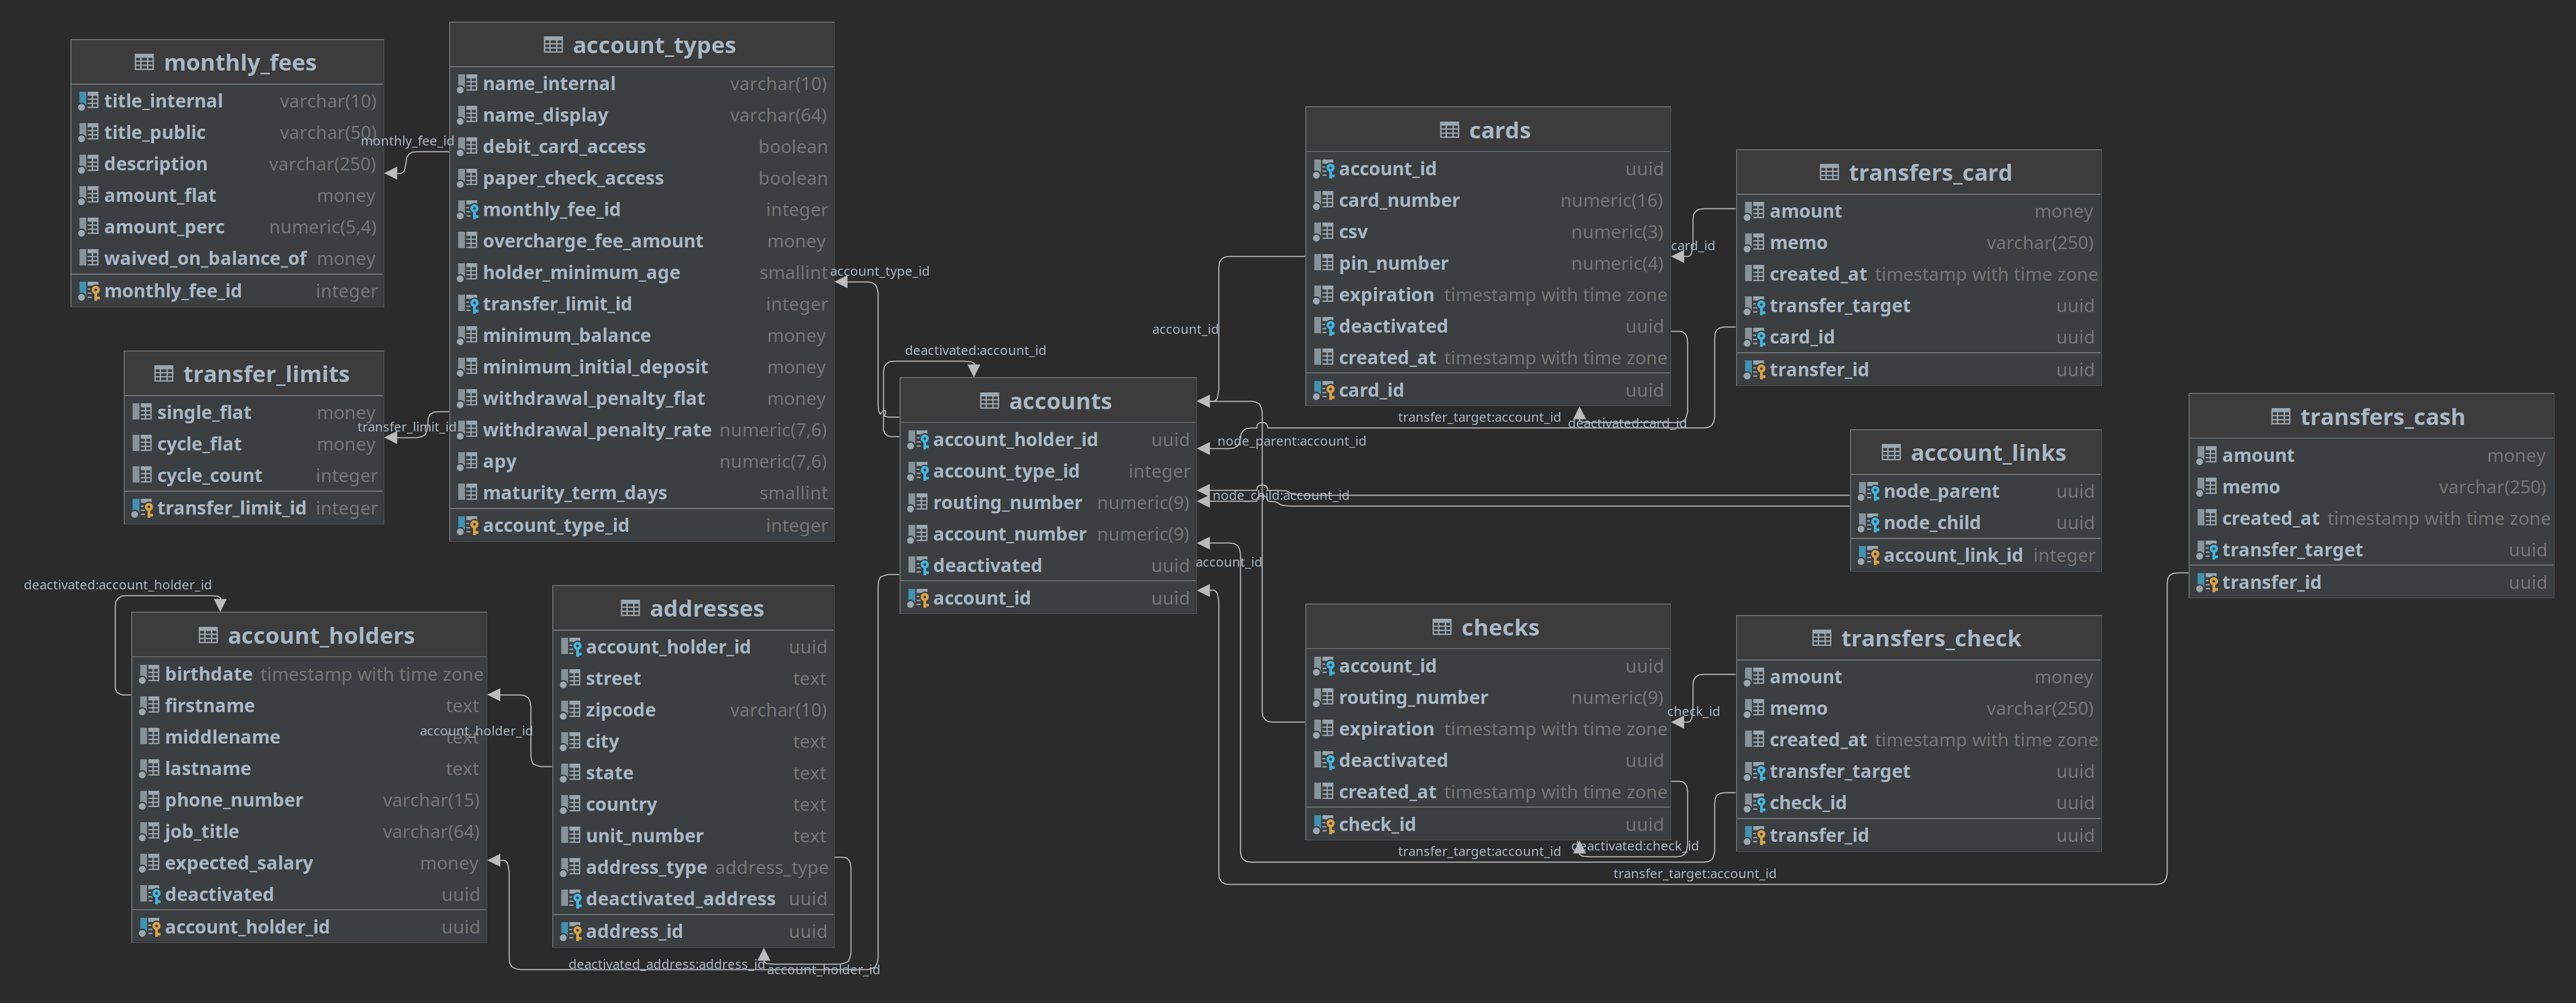 monthly_fees
title_internal varchar(10)
title_public varchar(50)
description varchar(250)
amount_flat money
amount_perc numeric(5,4)
waived_on_balance_of money
monthly_fee_id integer
monthly_fee_id
account_types
name_internal varchar(10)
name_display varchar(64)
debit_card_access boolean
paper_check_access boolean
monthly_fee_id integer
overcharge_fee_amount money
holder_minimum_age smallint
transfer_limit_id integer
minimum_balance money
minimum_initial_deposit money
withdrawal_penalty_flat money
withdrawal_penalty_rate numeric(7,6)
apy numeric(7,6)
maturity_term_days smallint
account_type_id integer
account_type_id
transfer_limits
single_flat money
cycle_flat money
cycle_count integer
transfer_limit_id integer
transfer_limit_id
deactivated:account_holder_id
account_holders
birthdate timestamp with time zone
firstname text
middlename text
lastname text
phone_number varchar(15)
job_title varchar(64)
expected_salary money
deactivated uuid
account_holder_id uuid
account_holder_id
addresses
account_holder_id uuid
street text
zipcode varchar(10)
city text
state text
country text
unit_number text
address_type address_type
deactivated_address uuid
address_id uuid
deactivated_address:address_id
account_holder_id
deactivated:account_id
accounts
account_holder_id uuid
account_type_id integer
routing_number numeric(9)
account_number numeric(9)
deactivated uuid
account_id uuid
account_id
cards
account_id uuid
card_number numeric(16)
csv numeric(3)
pin_number numeric(4)
expiration timestamp with time zone
deactivated uuid
created_at timestamp with time zone
card_id uuid
card_id
transfer_target:account_id
deactivated:card_id
node_parent:account_id
node_child:account_id
account_id
transfers_card
amount money
memo varchar(250)
created_at timestamp with time zone
transfer_target uuid
card_id uuid
transfer_id uuid
account_links
node_parent uuid
node_child uuid
account_link_id integer
checks
account_id uuid
routing_number numeric(9)
expiration timestamp with time zone
deactivated uuid
created_at timestamp with time zone
check_id uuid
check_id
transfer_target:account_id
deactivated:check_id
transfer_target:account_id
transfers_check
amount money
memo varchar(250)
created_at timestamp with time zone
transfer_target uuid
check_id uuid
transfer_id uuid
transfers_cash
amount money
memo varchar(250)
created_at timestamp with time zone
transfer_target uuid
transfer_id uuid